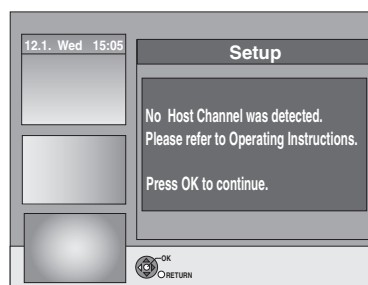 12.1. Wed 15:05
Setup
No Host Channel was detected.
Please refer to Operating Instructions.
Press OK to continue.
OK
RETURN